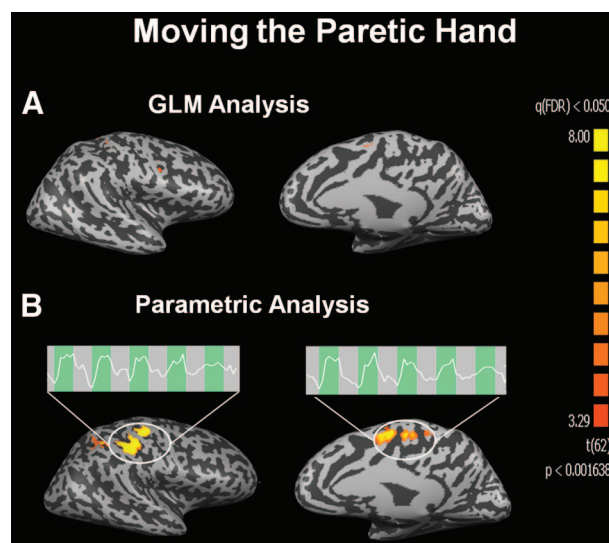 Moving the Paretic Hand
A
GLM Analysis
q(FDR) < 0.050
8.00
B
Parametric Analysis
3.29
t(62)
p < 0.001638